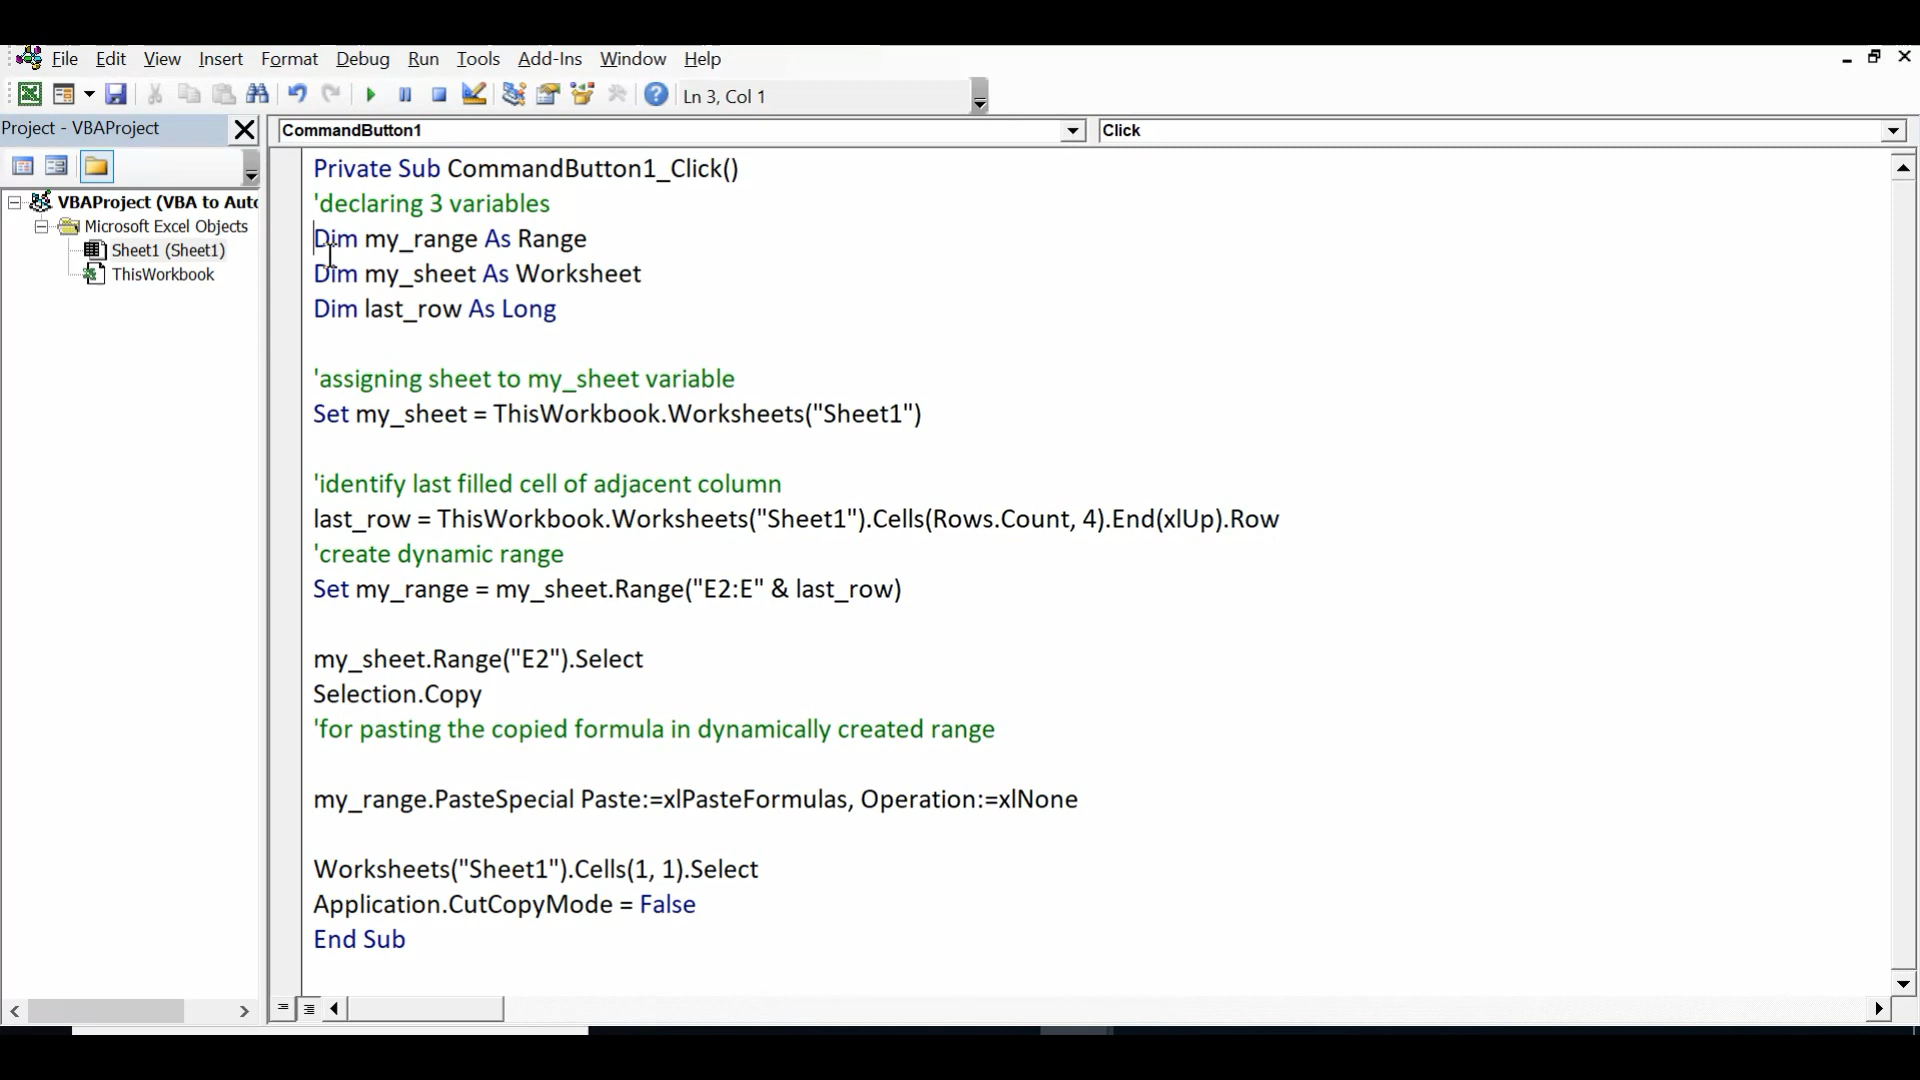 File Edit View Insert Format Debug Run Tools Add-Ins Window Help
Ln 3, Col 1
Project - VBAProject
CommandButton1
Click
VBAProject (VBA to Auto
Microsoft Excel Objects
Sheet1 (Sheet1)
ThisWorkbook
Private Sub CommandButton1_Click()
'declaring 3 variables
Dim my_range As Range
Dim my_sheet As Worksheet
Dim last_row As Long
'assigning sheet to my_sheet variable
Set my_sheet = ThisWorkbook.Worksheets("Sheet1")
'identify last filled cell of adjacent column
last_row = ThisWorkbook.Worksheets("Sheet1").Cells(Rows.Count, 4).End(xlUp).Row
'create dynamic range
Set my_range = my_sheet.Range("E2:E" & last_row)
my_sheet.Range("E2").Select
Selection.Copy
'for pasting the copied formula in dynamically created range
my_range.PasteSpecial Paste:=xlPasteFormulas, Operation:=xlNone
Worksheets("Sheet1").Cells(1, 1).Select
Application.CutCopyMode = False
End Sub